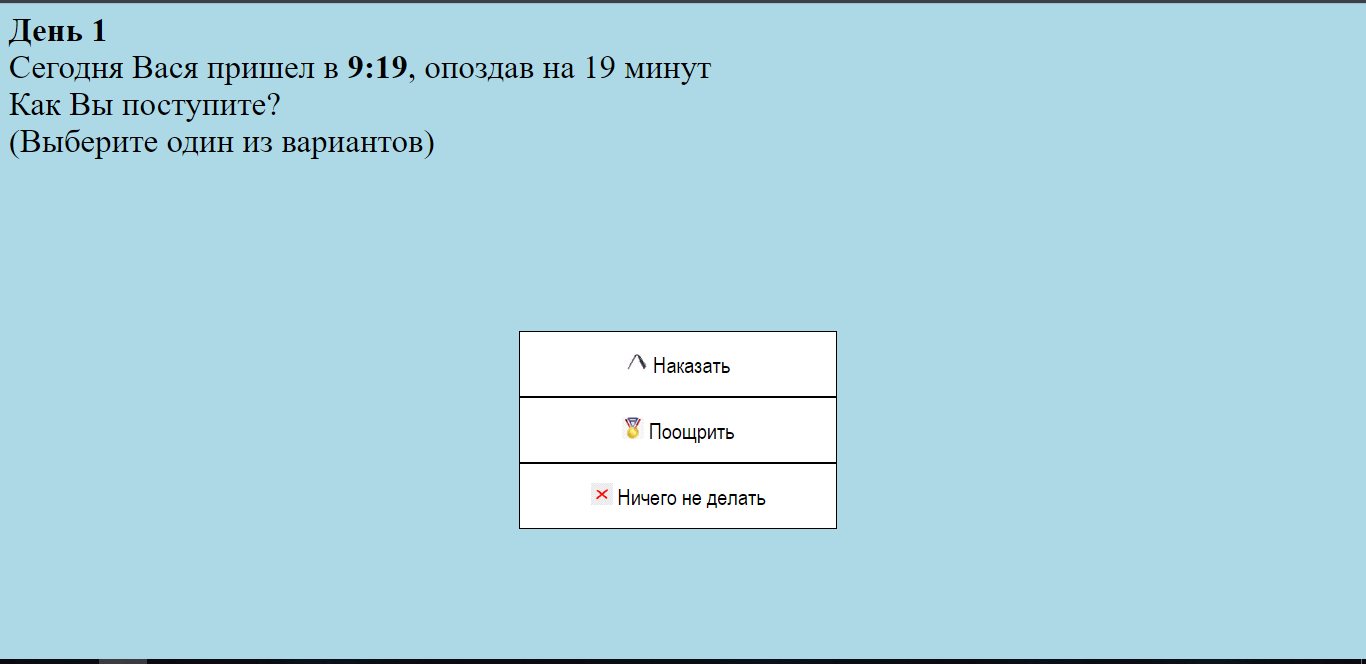 День 1
Сегодня Вася пришел в 9:19, опоздав на 19 минут
Как Вы поступите?
(Выберите один из вариантов)
Наказать
Поощрить
Ничего не делать